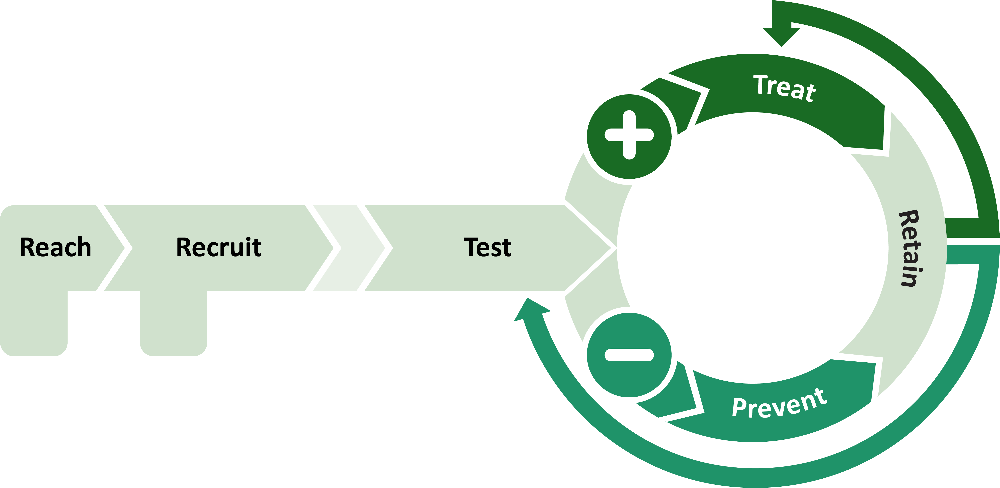 Reach
Recruit
Test
Treat
Retain
Prevent